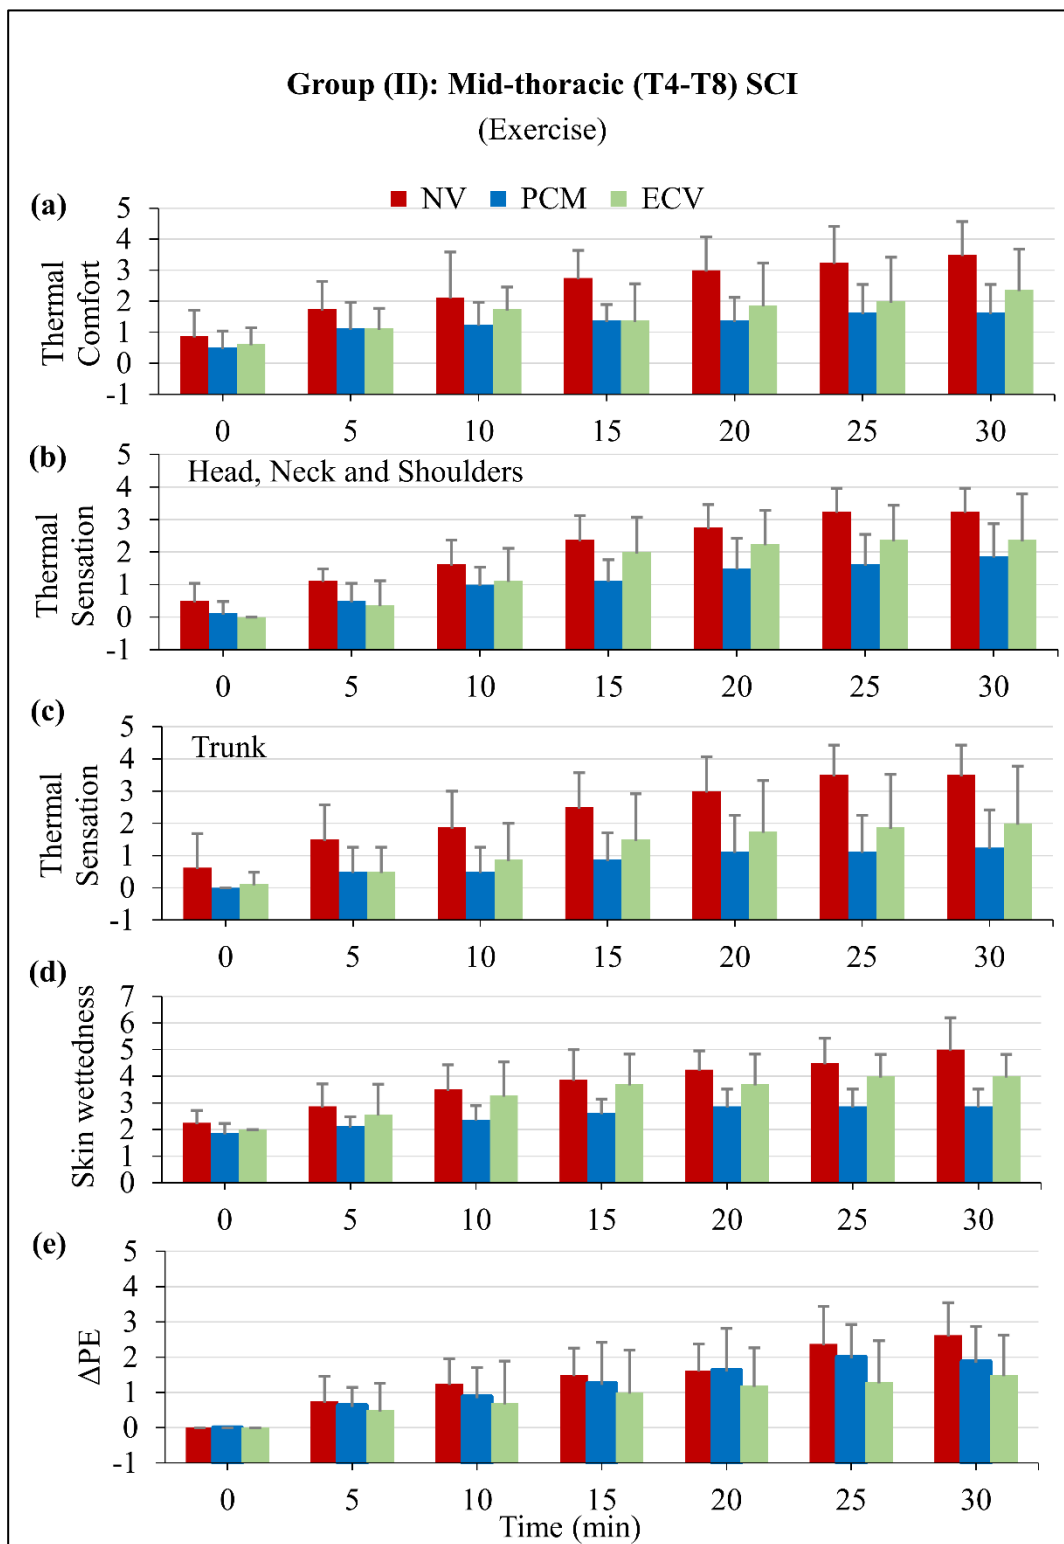 Group (II): Mid-thoracic (T4-T8) SCI
(Exercise)
NV PCM ECV
(a)
Thermal
Comfort
5
4
3
2
1
0
-1
0 5 10 15 20 25 30
(b)
Head, Neck and Shoulders
Thermal
Sensation
5
4
3
2
1
0
-1
0 5 10 15 20 25 30
(c)
Trunk
Thermal
Sensation
5
4
3
2
1
0
-1
0 5 10 15 20 25 30
(d)
Skin wettedness
7
6
5
4
3
2
1
0
0 5 10 15 20 25 30
(e)
ΔPE
5
4
3
2
1
0
-1
0 5 10 15 20 25 30
Time (min)